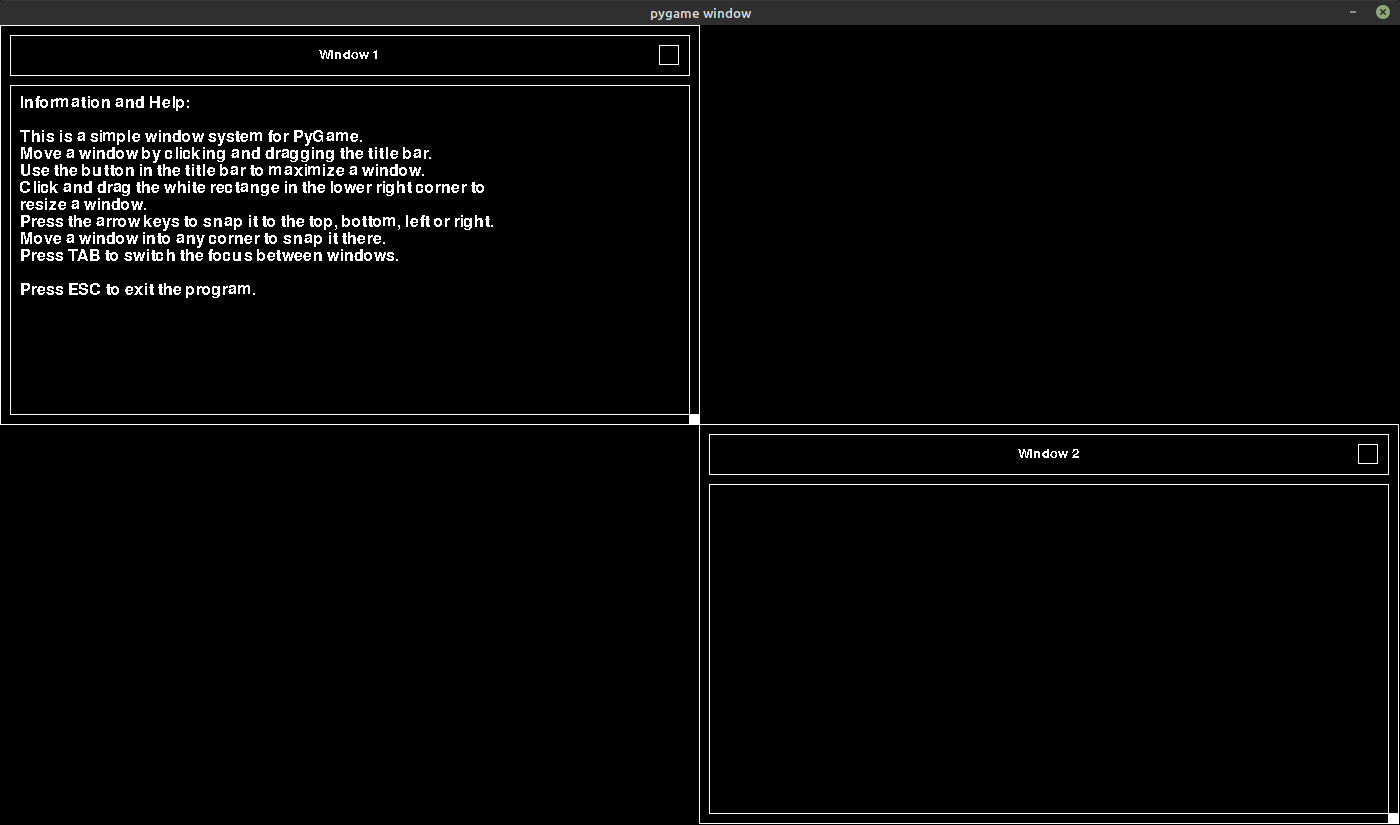 pygame window
Window 1
Information and Help:
This is a simple window system for PyGame.
Move a window by clicking and dragging the title bar.
Use the button in the title bar to maximize a window.
Click and drag the white rectange in the lower right corner to
resize a window.
Press the arrow keys to snap it to the top, bottom, left or right.
Move a window into any corner to snap it there.
Press TAB to switch the focus between windows.
Press ESC to exit the program.
Window 2